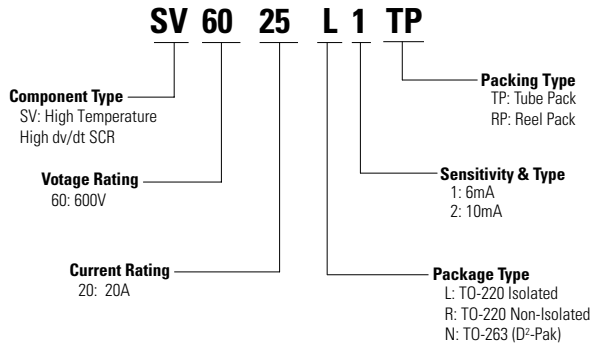 SV 60 25 L 1 TP
Packing Type
TP: Tube Pack
RP: Reel Pack
Component Type
SV: High Temperature
High dv/dt SCR
Sensitivity & Type
1: 6mA
2: 10mA
Votage Rating
60: 600V
Current Rating
20: 20A
Package Type
L: TO-220 Isolated
R: TO-220 Non-Isolated
N: TO-263 (D²-Pak)